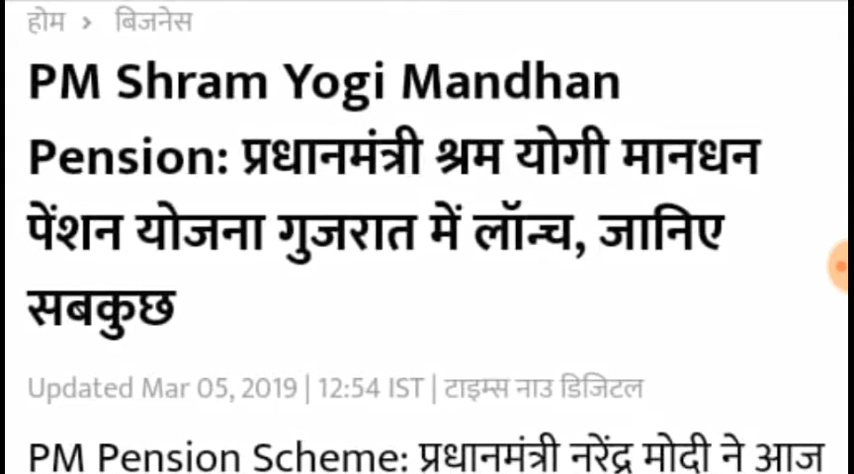 होम › बिजनेस
PM Shram Yogi Mandhan
Pension: प्रधानमंत्री श्रम योगी मानधन
पेंशन योजना गुजरात में लॉन्च, जानिए
सबकुछ
Updated Mar 05, 2019 | 12:54 IST | टाइम्स नाउ डिजिटल
PM Pension Scheme: प्रधानमंत्री नरेंद्र मोदी ने आज